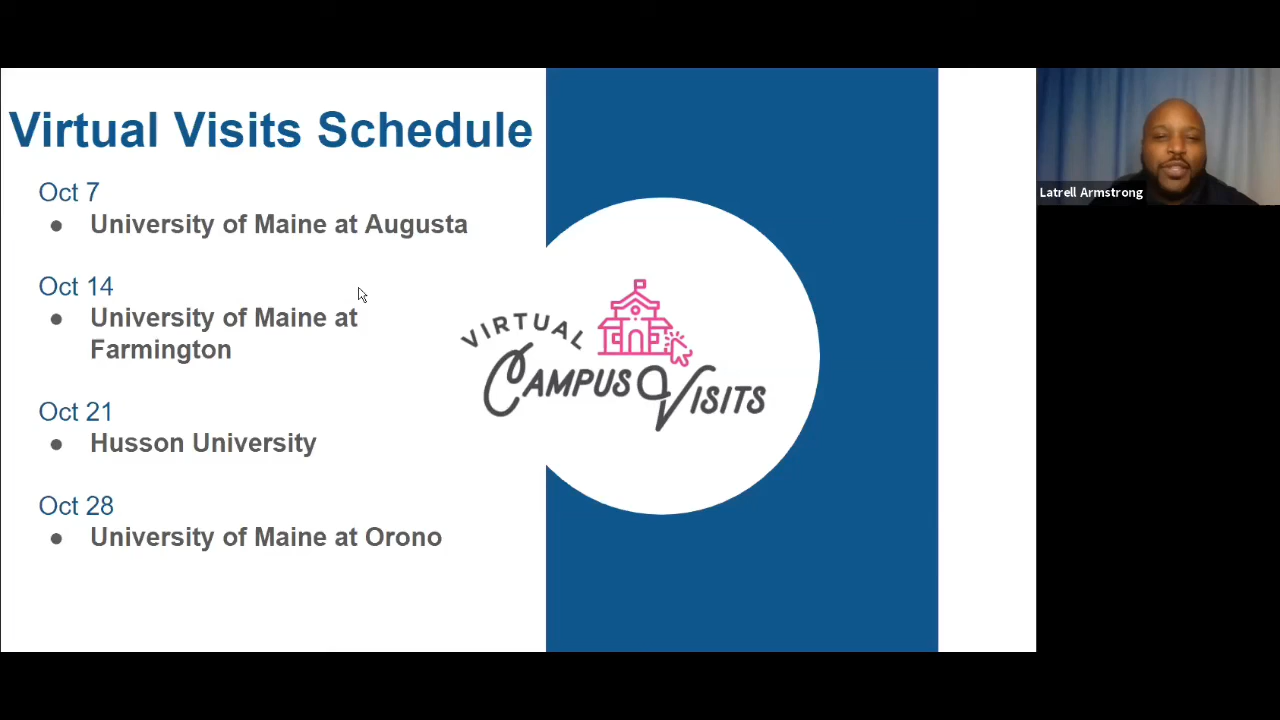 Virtual Visits Schedule
Oct 7
● University of Maine at Augusta
Oct 14
● University of Maine at
Farmington
Oct 21
● Husson University
Oct 28
● University of Maine at Orono
VIRTUAL
CAMPUS VISITS
Latrell Armstrong